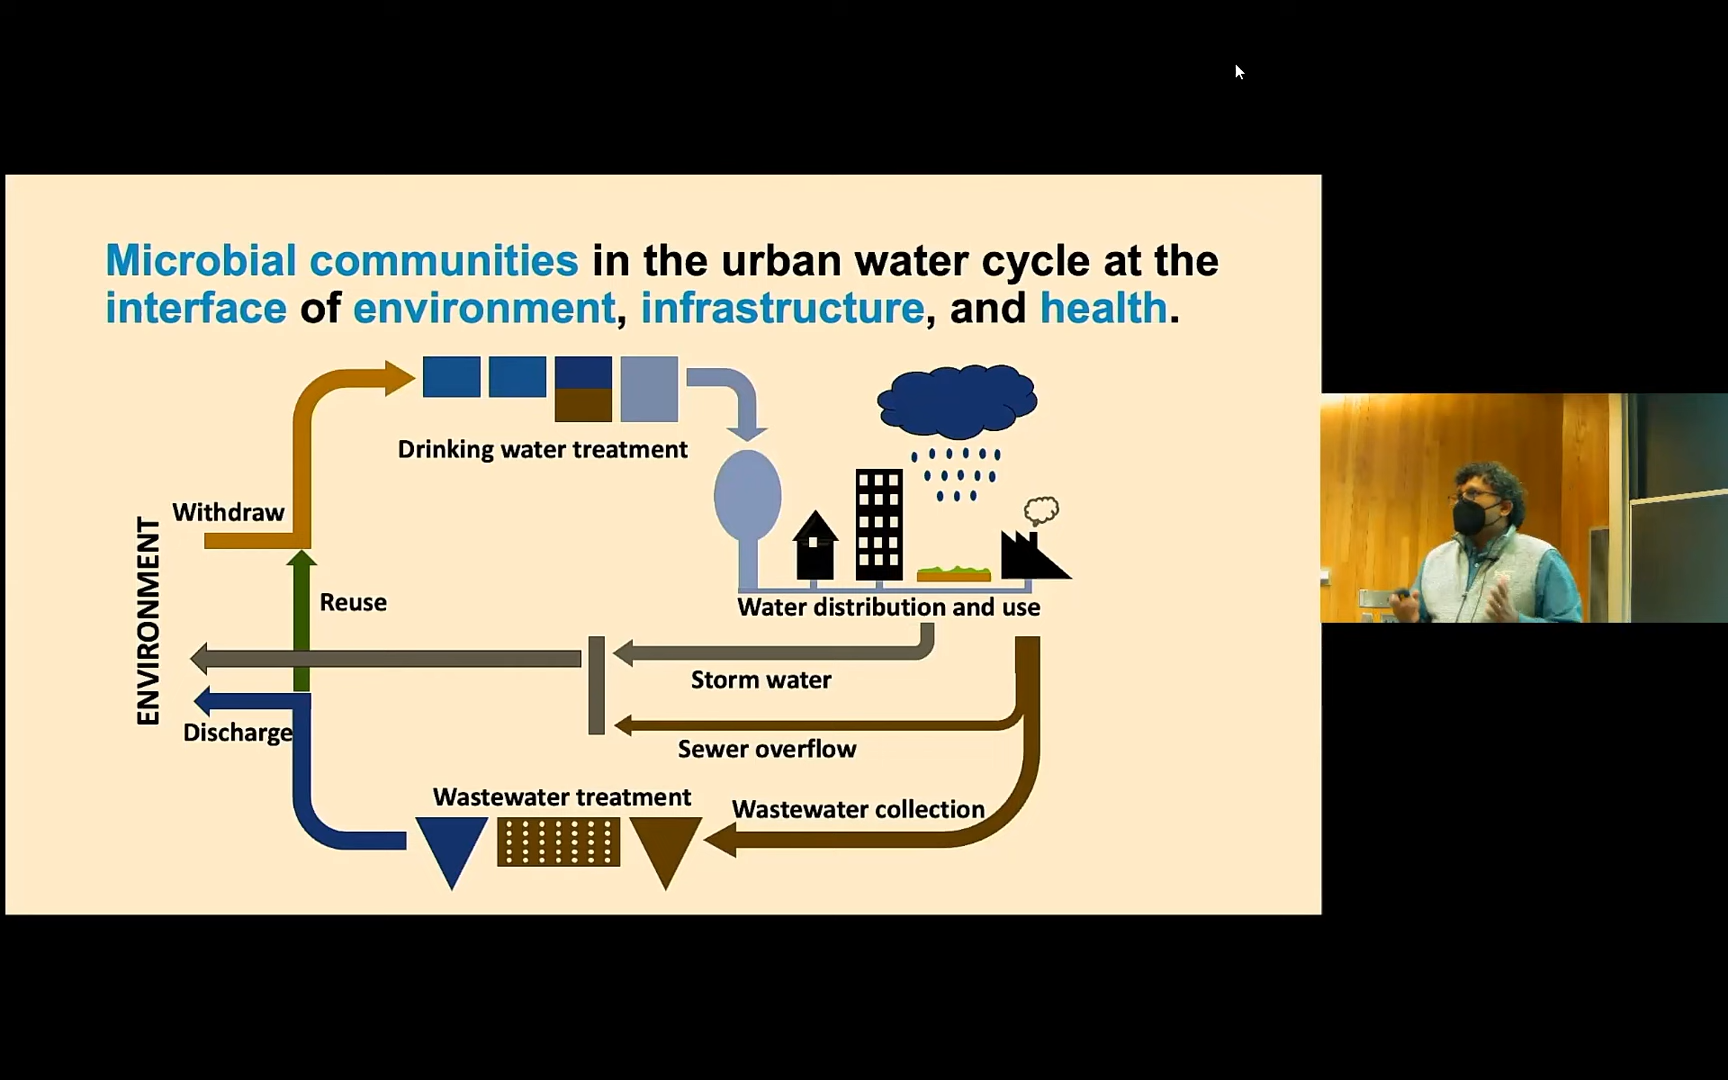 Microbial communities in the urban water cycle at the
interface of environment, infrastructure, and health.
Drinking water treatment
Withdraw
ENVIRONMENT
Reuse
Water distribution and use
Storm water
Discharge
Sewer overflow
Wastewater treatment
Wastewater collection